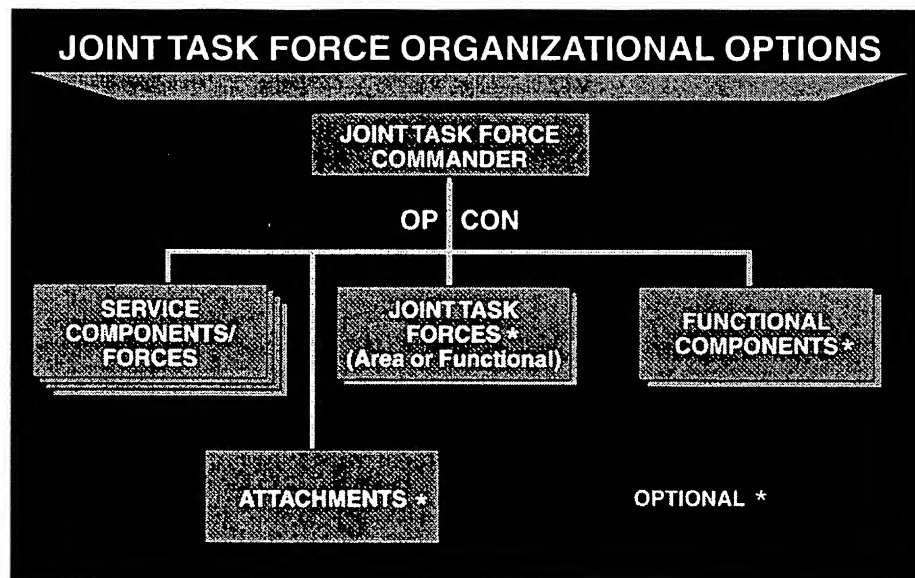 JOINT TASK FORCE ORGANIZATIONAL OPTIONS
JOINT TASK FORCE
COMMANDER
OP CON
SERVICE
COMPONENTS/
FORCES
JOINT TASK
FORCES *
(Area or Functional)
FUNCTIONAL
COMPONENTS *
ATTACHMENTS *
OPTIONAL *